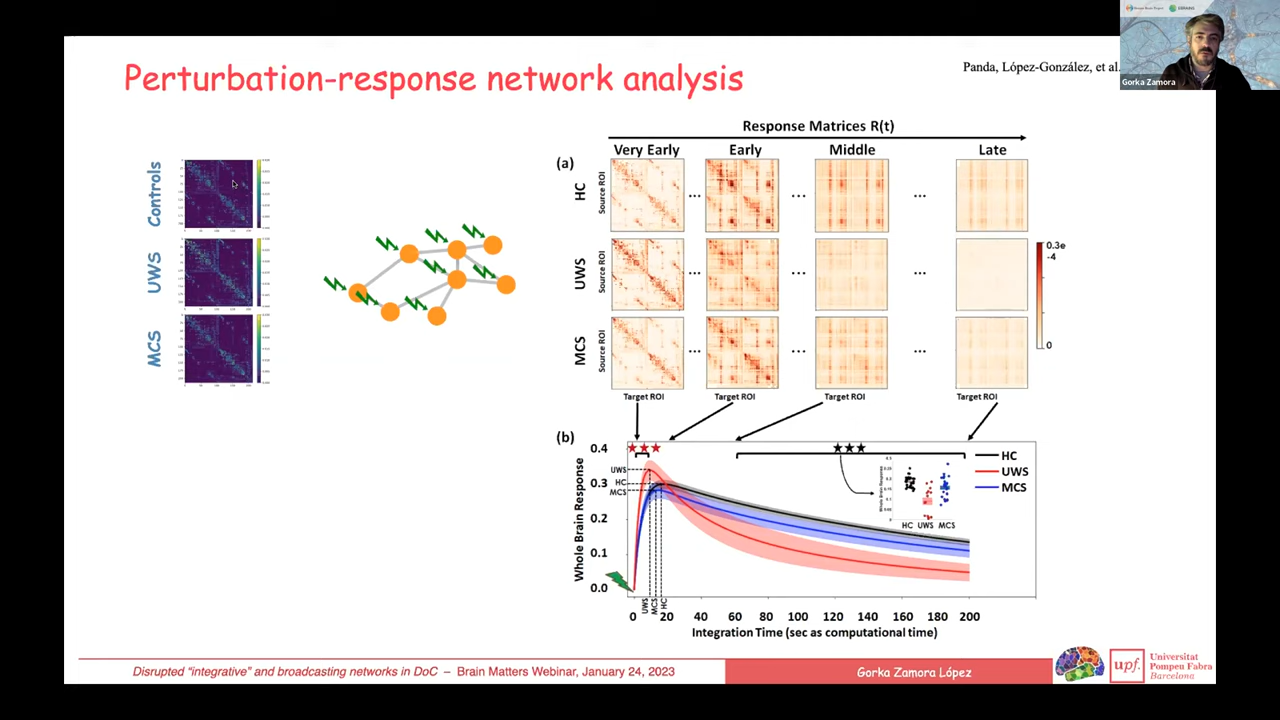 Perturbation-response network analysis
Panda, López-González, et al.
Gorka Zamora
Controls
UWS
MCS
Response Matrices R(t)
Very Early
Early
Middle
Late
(a)
HC
Source ROI
...
...
...
UWS
Source ROI
...
...
...
MCS
Source ROI
...
...
...
0.3e
-4
0
Target ROI
Target ROI
Target ROI
Target ROI
(b)
Whole Brain Response
0.4
0.3
0.2
0.1
0.0
UWS
HC
MCS
★★★
★★★
HC
UWS
MCS
Whole Brain Response
HC UWS MCS
UWS
MCS
HC
0 20 40 60 80 100 120 140 160 180 200
Integration Time (sec as computational time)
Disrupted "integrative" and broadcasting networks in DoC – Brain Matters Webinar, January 24, 2023
Gorka Zamora López
upf.
Universitat
Pompeu Fabra
Barcelona